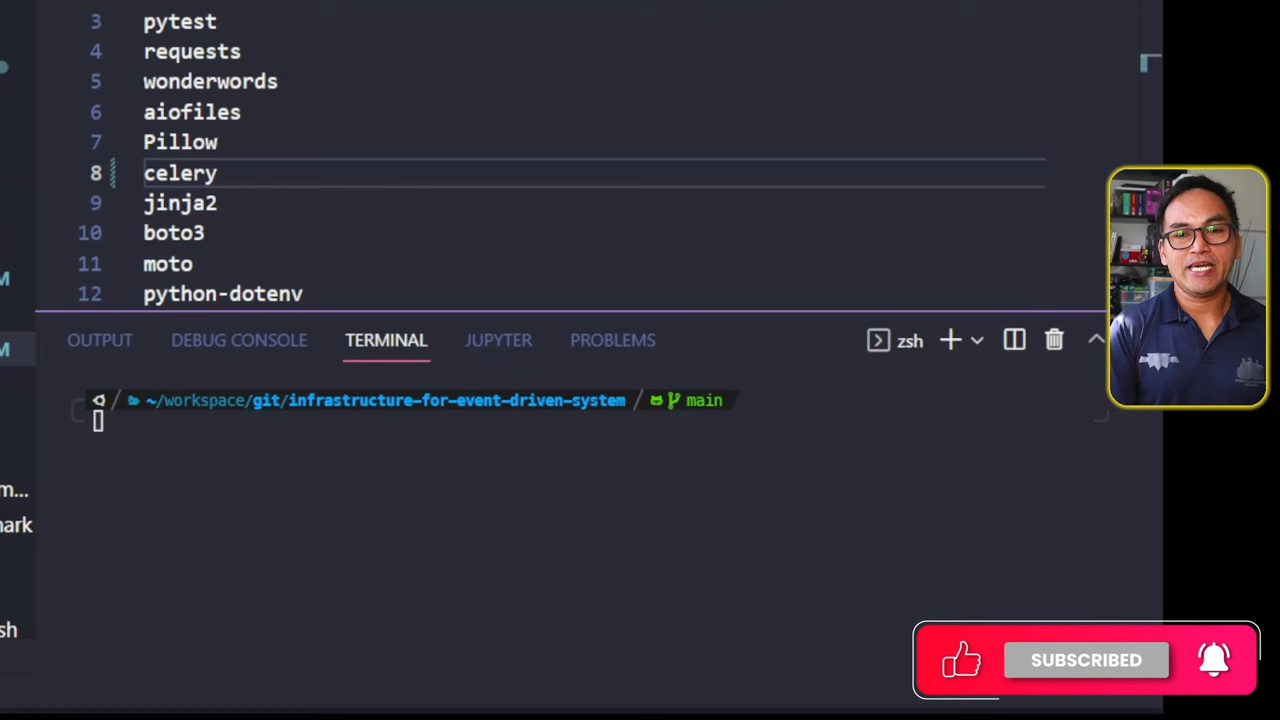 3 pytest
4 requests
5 wonderwords
6 aiofiles
7 Pillow
8 celery
9 jinja2
10 boto3
11 moto
12 python-dotenv
M
M
m...
mark
sh
OUTPUT DEBUG CONSOLE TERMINAL JUPYTER PROBLEMS zsh
~/workspace/git/infrastructure-for-event-driven-system / main
SUBSCRIBED